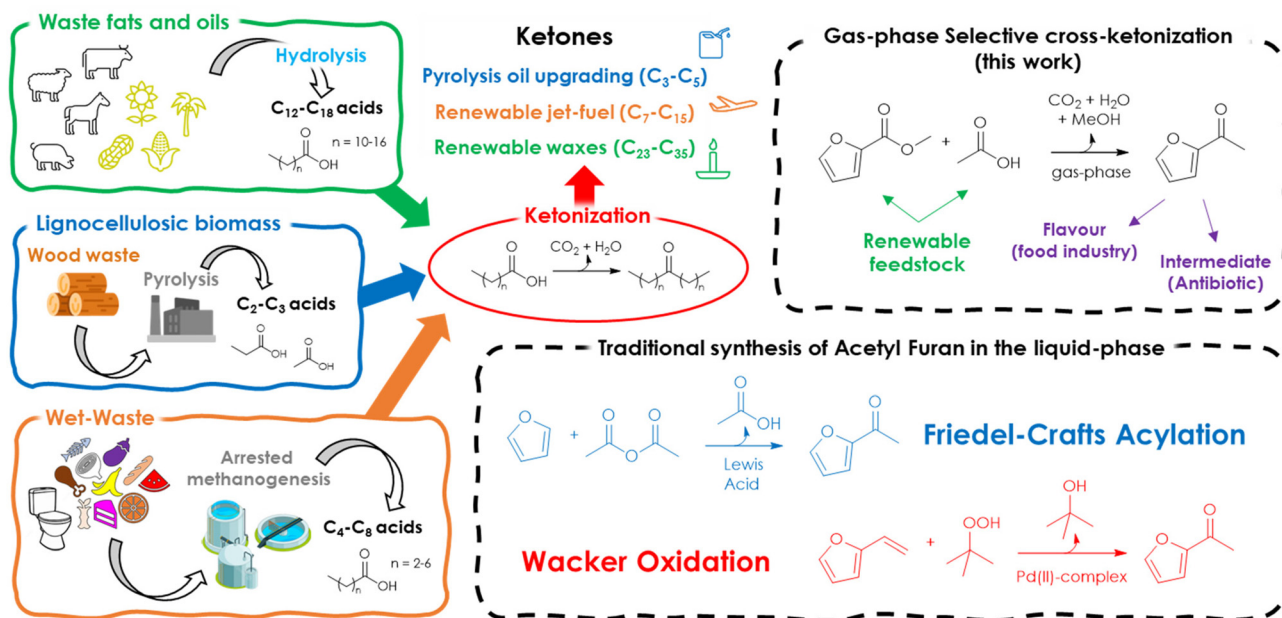 Waste fats and oils
Hydrolysis
C₁₂–C₁₈ acids
O
OH
n
n = 10-16
Lignocellulosic biomass
Wood waste
Pyrolysis
C₂–C₃ acids
O
OH
O
OH
Wet-Waste
Arrested
methanogenesis
C₄–C₈ acids
O
OH
n
n = 2-6
Ketones
Pyrolysis oil upgrading (C₃–C₅)
Renewable jet-fuel (C₇–C₁₅)
Renewable waxes (C₂₃–C₃₅)
Ketonization
O
OH
n
CO₂ + H₂O
O
n
n
Gas-phase Selective cross-ketonization
(this work)
O
O
O
+
O
OH
CO₂ + H₂O
+ MeOH
gas-phase
O
O
Renewable
feedstock
Flavour
(food industry)
Intermediate
(Antibiotic)
Traditional synthesis of Acetyl Furan in the liquid-phase
O
+
O
O
O
O
OH
Lewis
Acid
O
O
Friedel-Crafts Acylation
Wacker Oxidation
O
+
OOH
OH
Pd(II)-complex
O
O